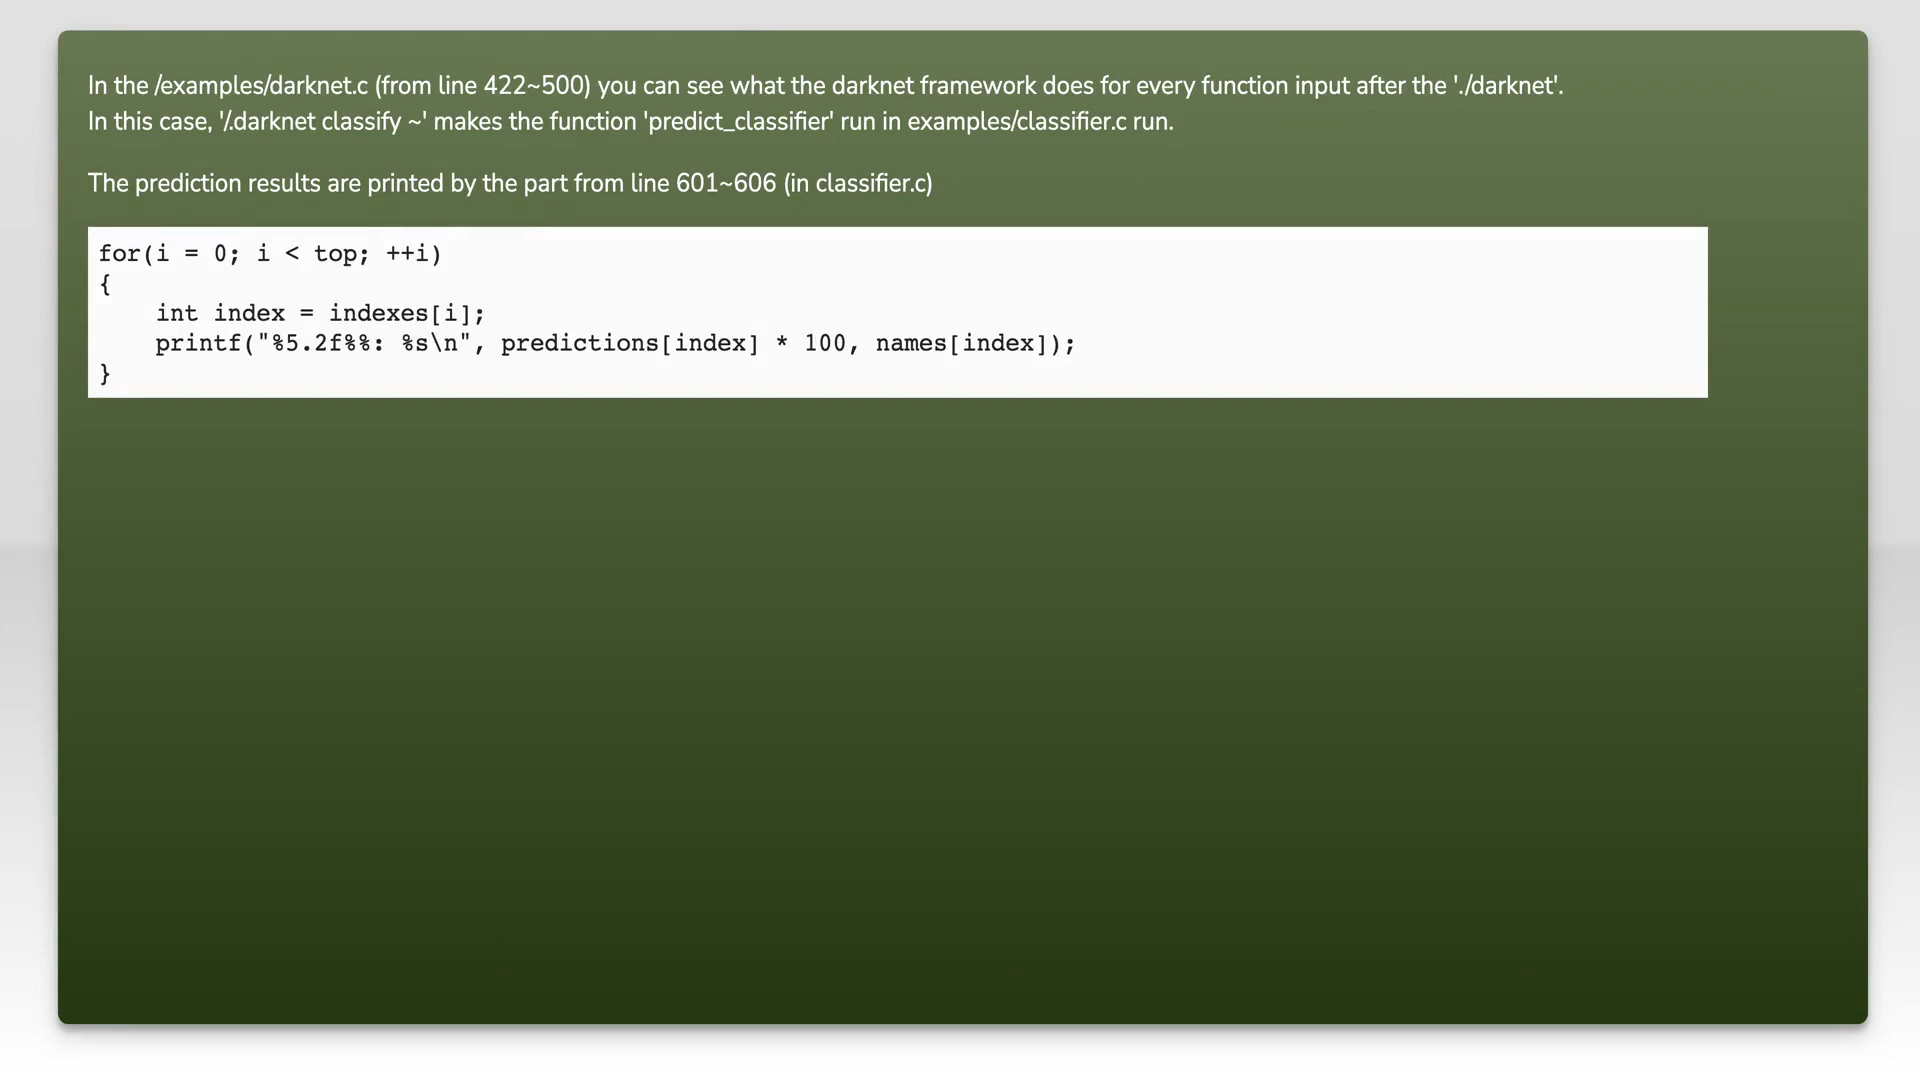 In the /examples/darknet.c (from line 422~500) you can see what the darknet framework does for every function input after the './darknet'.
In this case, '/.darknet classify ~' makes the function 'predict_classifier' run in examples/classifier.c run.
The prediction results are printed by the part from line 601~606 (in classifier.c)
for(i = 0; i < top; ++i)
{
    int index = indexes[i];
    printf("%5.2f%%: %s\n", predictions[index] * 100, names[index]);
}